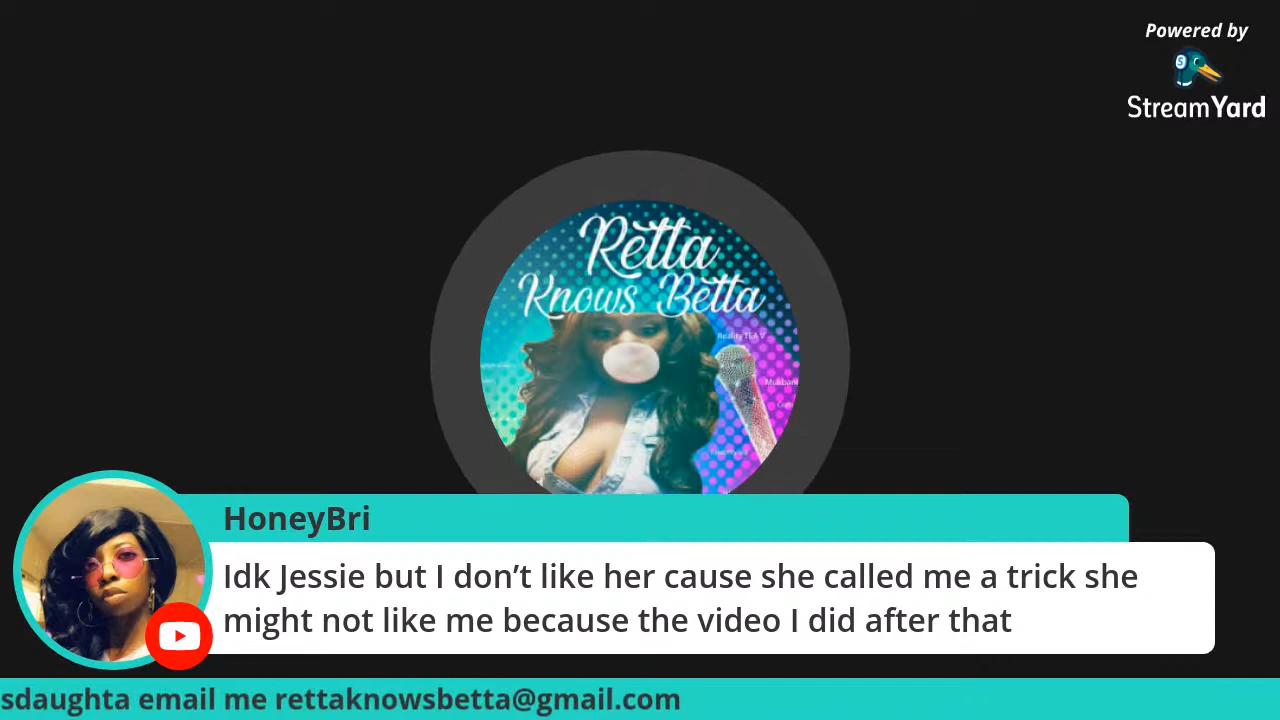 Powered by
StreamYard
Retta
Knows Betta
HoneyBri
Idk Jessie but I don't like her cause she called me a trick she
might not like me because the video I did after that
sdaughta email me rettaknowsbetta@gmail.com